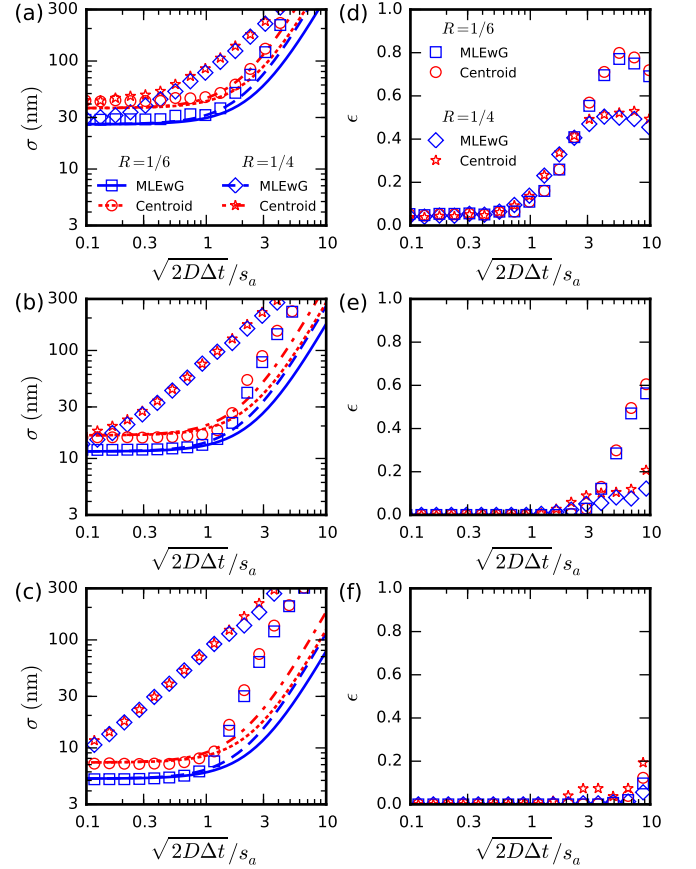 (a)
300
100
30
10
3
σ (nm)
R=1/6 R=1/4
MLEwG MLEwG
Centroid Centroid
0.1 0.3 1 3 10
√2DΔt/s_a
(d)
1.0
0.8
0.6
0.4
0.2
0.0
ϵ
R=1/6
MLEwG
Centroid
R=1/4
MLEwG
Centroid
0.1 0.3 1 3 10
√2DΔt/s_a
(b)
300
100
30
10
3
σ (nm)
0.1 0.3 1 3 10
√2DΔt/s_a
(e)
1.0
0.8
0.6
0.4
0.2
0.0
ϵ
0.1 0.3 1 3 10
√2DΔt/s_a
(c)
300
100
30
10
3
σ (nm)
0.1 0.3 1 3 10
√2DΔt/s_a
(f)
1.0
0.8
0.6
0.4
0.2
0.0
ϵ
0.1 0.3 1 3 10
√2DΔt/s_a